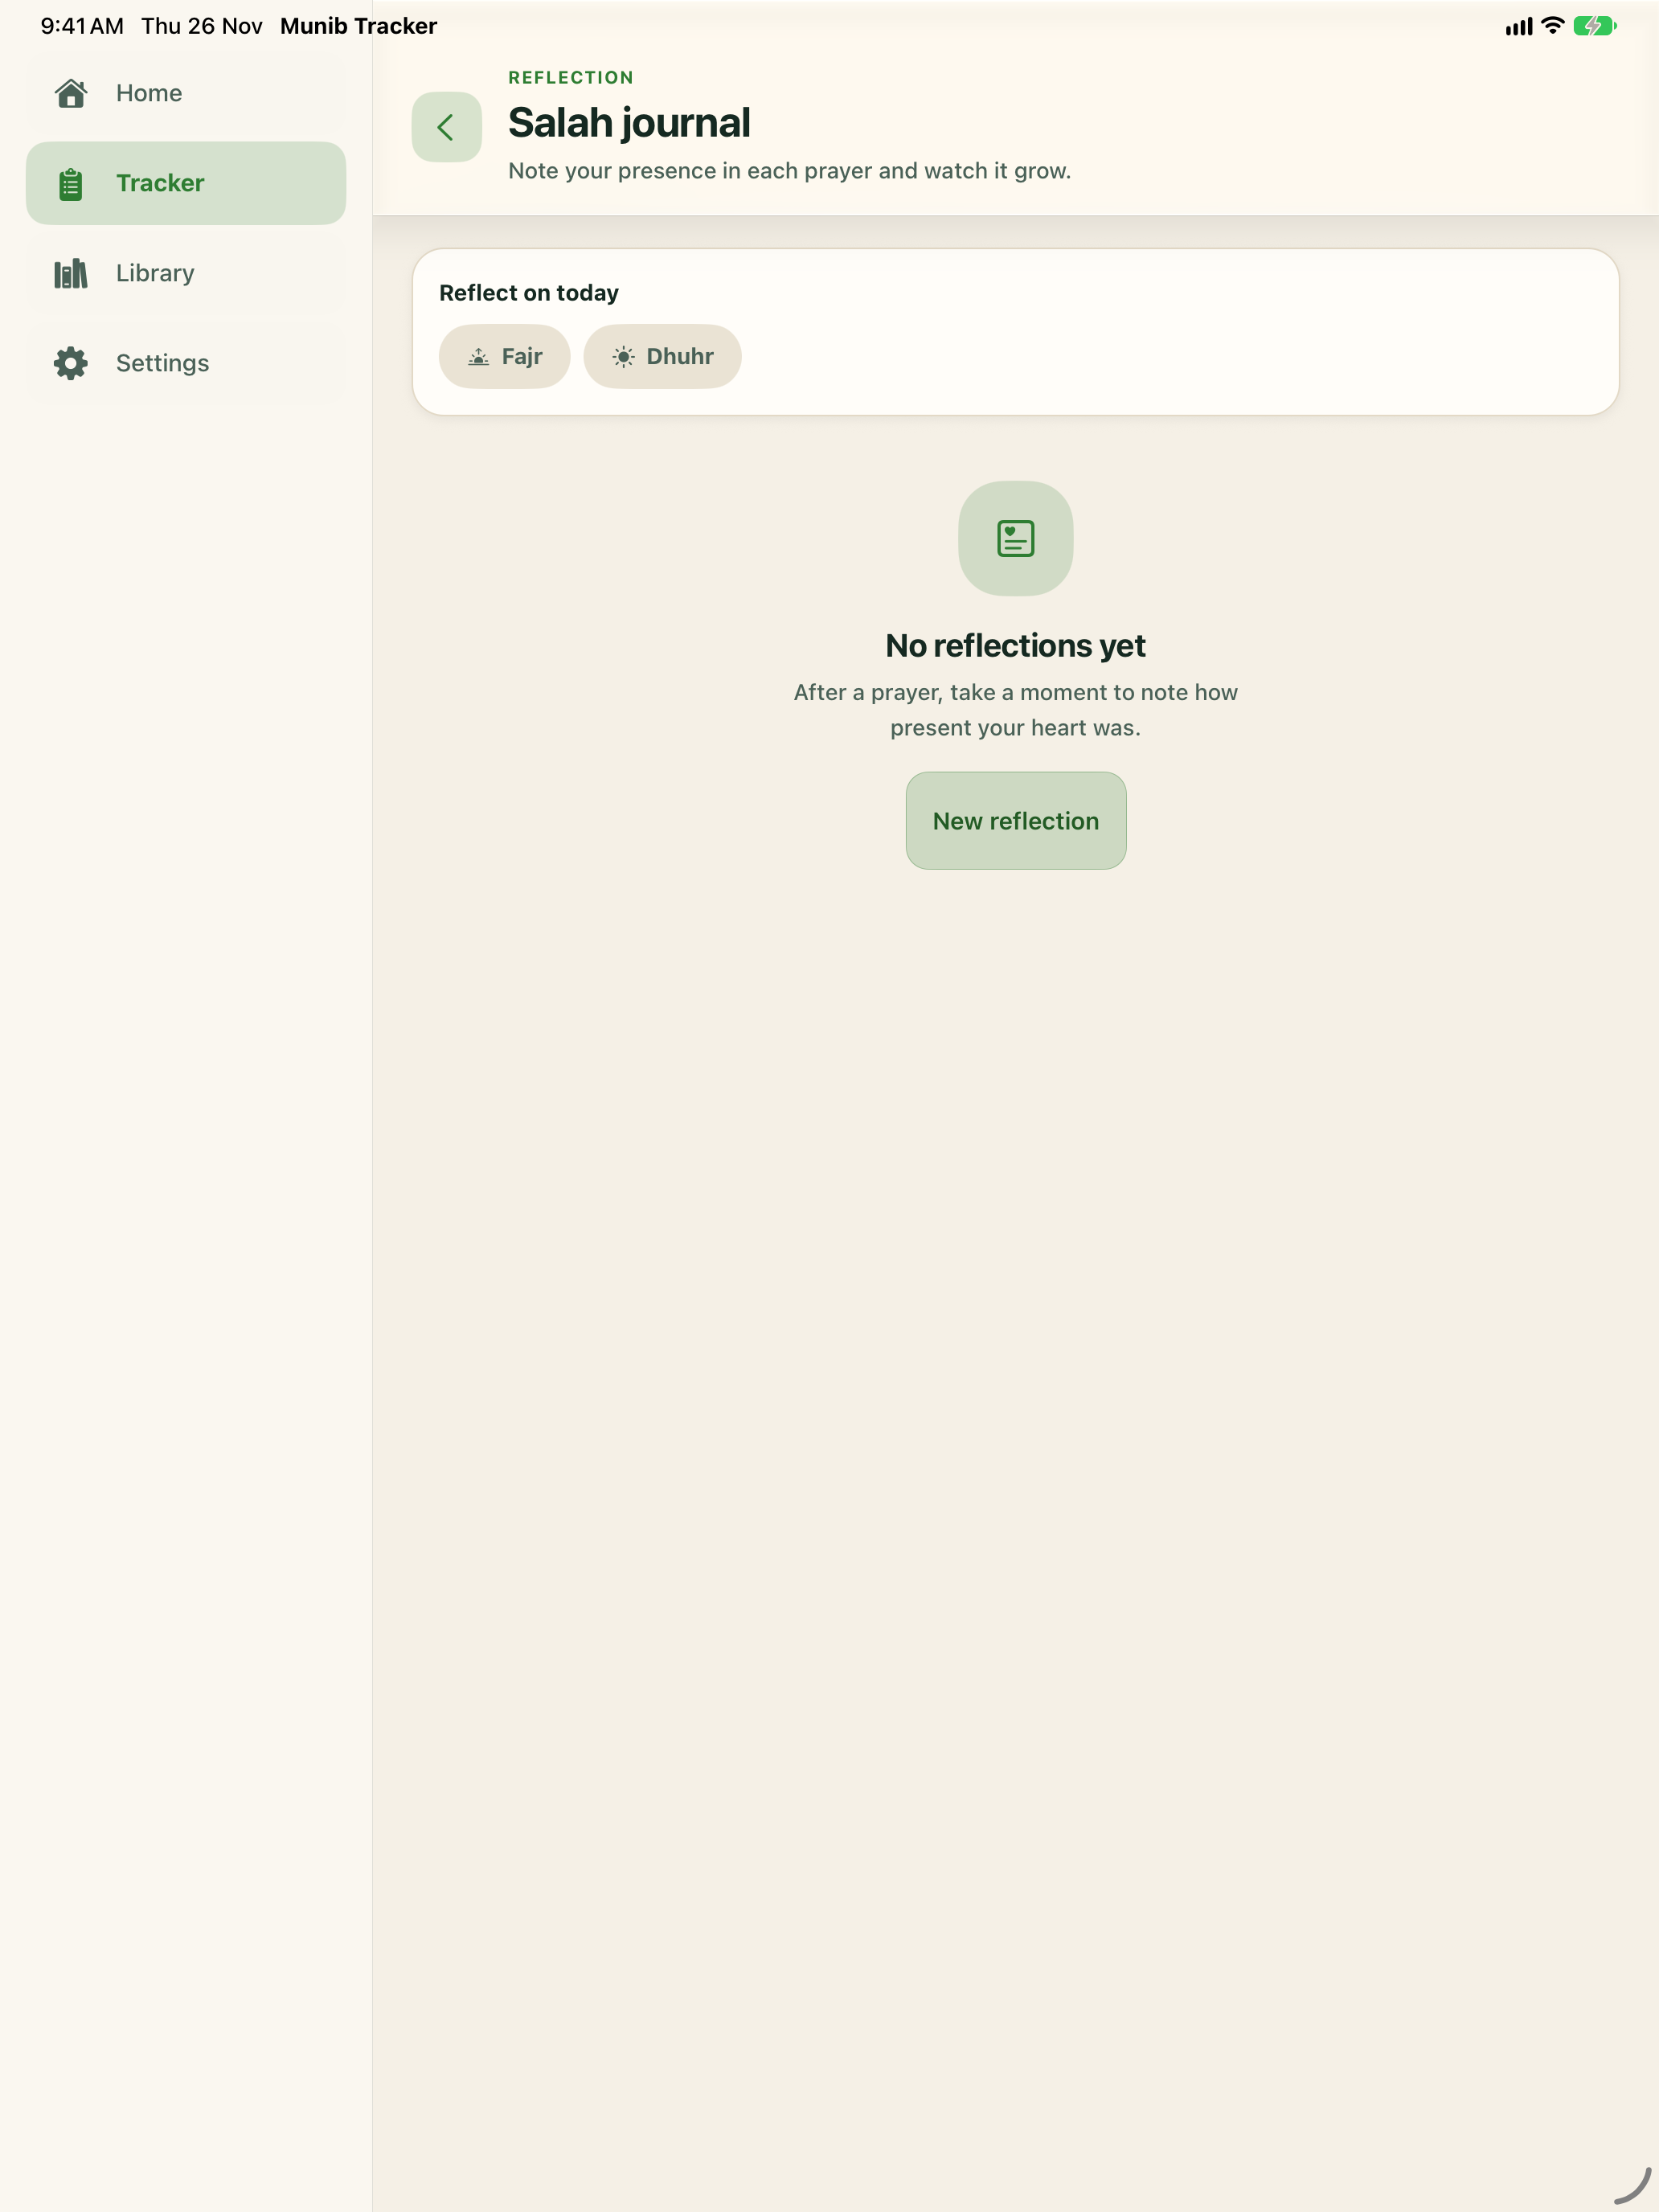 9:41 AM Thu 26 Nov Munib Tracker
Home
Tracker
Library
Settings
REFLECTION
Salah journal
Note your presence in each prayer and watch it grow.
Reflect on today
Fajr
Dhuhr
No reflections yet
After a prayer, take a moment to note how
present your heart was.
New reflection